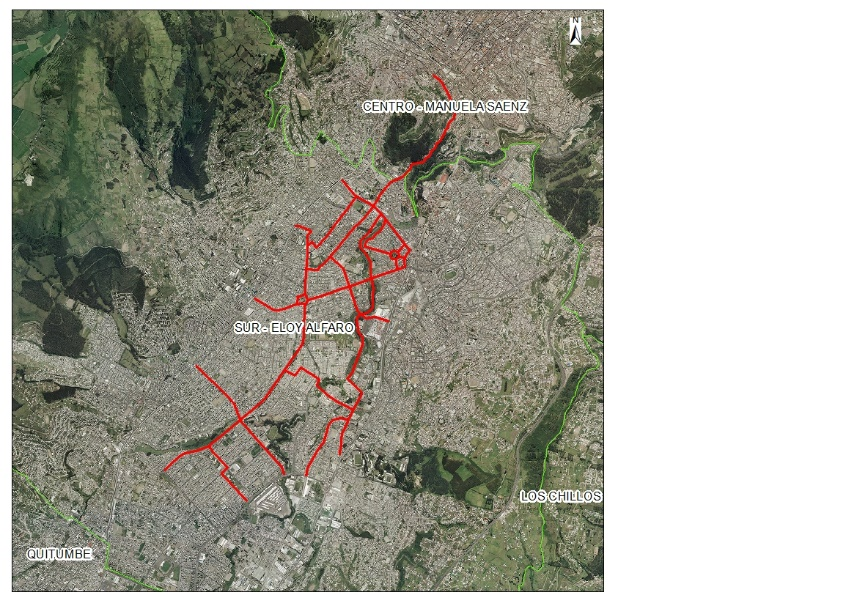 N
CENTRO - MANUELA SAENZ
SUR - ELOY ALFARO
LOS CHILLOS
QUITUMBE